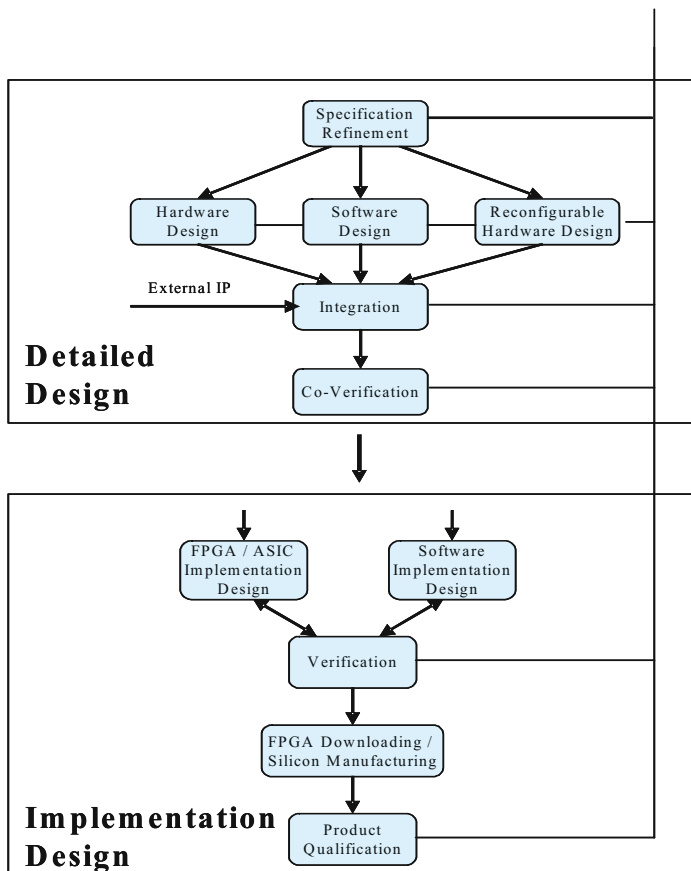 Specification
Refinement
Hardware
Design
Software
Design
Reconfigurable
Hardware Design
External IP
Integration
Co-Verification
Detailed
Design
FPGA / ASIC
Implementation
Design
Software
Implementation
Design
Verification
FPGA Downloading /
Silicon Manufacturing
Product
Qualification
Implementation
Design